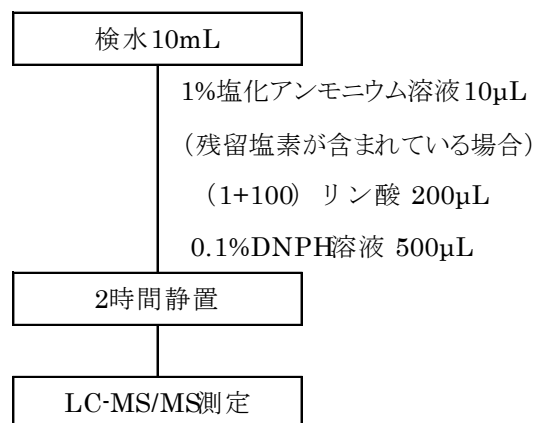 検水10mL
1%塩化アンモニウム溶液10μL
(残留塩素が含まれている場合)
(1+100) リン酸 200μL
0.1%DNPH溶液 500μL
2時間静置
LC-MS/MS測定